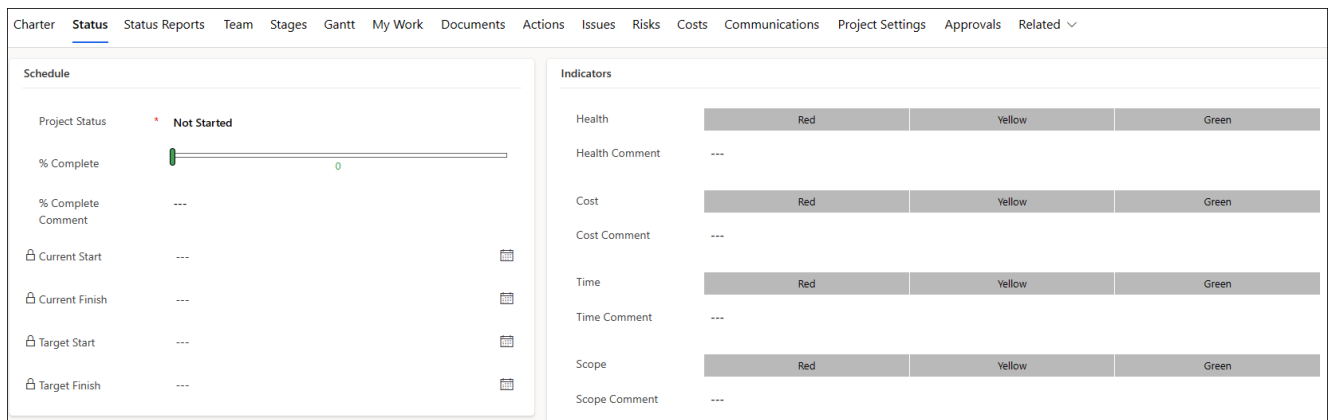 Charter Status Status Reports Team Stages Gantt My Work Documents Actions Issues Risks Costs Communications Project Settings Approvals Related
Schedule
Project Status * Not Started
% Complete
0
% Complete Comment ---
Current Start ---
Current Finish ---
Target Start ---
Target Finish ---
Indicators
Health Red Yellow Green
Health Comment ---
Cost Red Yellow Green
Cost Comment ---
Time Red Yellow Green
Time Comment ---
Scope Red Yellow Green
Scope Comment ---